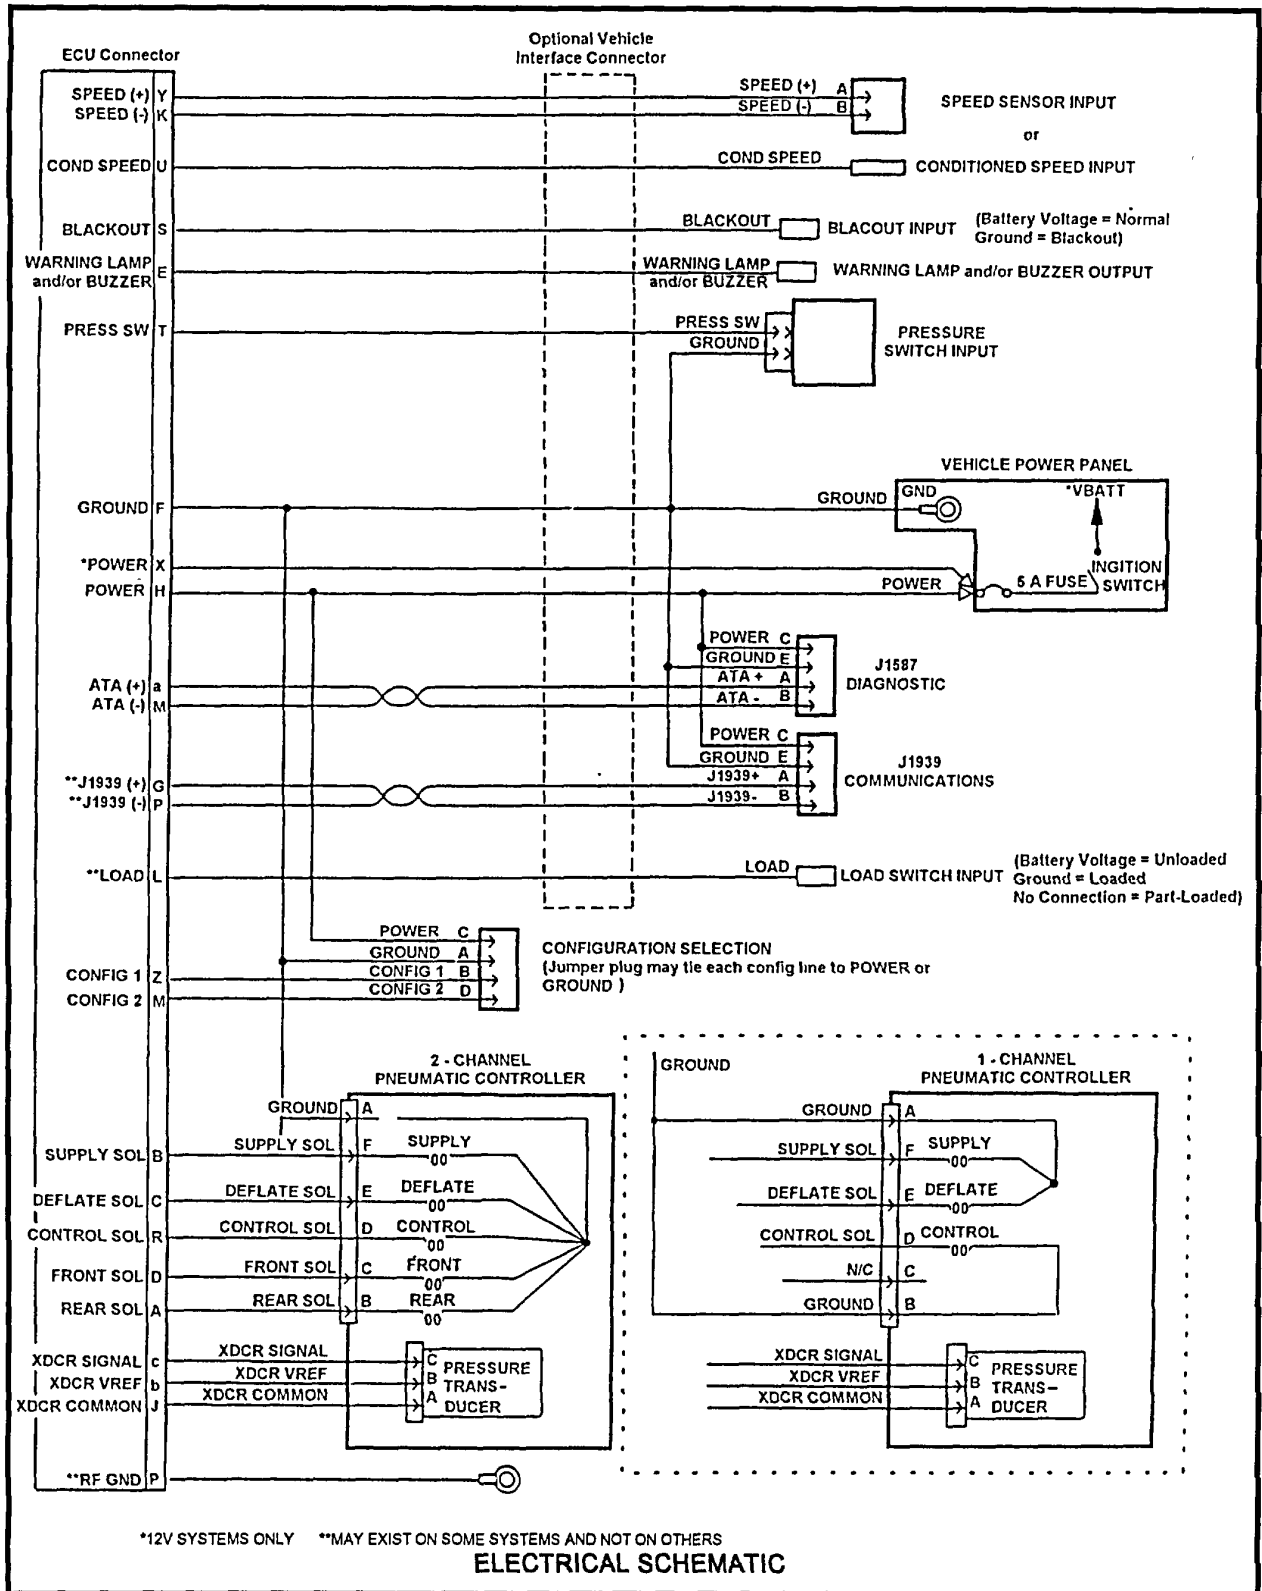 Optional Vehicle
Interface Connector
ECU Connector
SPEED (+) Y
SPEED (-) K
SPEED (+) A
SPEED (-) B
SPEED SENSOR INPUT
or
COND SPEED U
COND SPEED
CONDITIONED SPEED INPUT
BLACKOUT S
BLACKOUT
BLACOUT INPUT
(Battery Voltage = Normal
Ground = Blackout)
WARNING LAMP
and/or BUZZER
E
WARNING LAMP
and/or BUZZER
WARNING LAMP and/or BUZZER OUTPUT
PRESS SW T
PRESS SW
GROUND
PRESSURE
SWITCH INPUT
VEHICLE POWER PANEL
GROUND F
GROUND
GND
*VBATT
*POWER X
POWER H
POWER
5 A FUSE
INGITION
SWITCH
POWER C
GROUND E
ATA + A
ATA - B
J1587
DIAGNOSTIC
ATA (+) a
ATA (-) M
POWER C
GROUND E
J1939+ A
J1939- B
J1939
COMMUNICATIONS
**J1939 (+) G
**J1939 (-) P
**LOAD L
LOAD
LOAD SWITCH INPUT
(Battery Voltage = Unloaded
Ground = Loaded
No Connection = Part-Loaded)
POWER C
GROUND A
CONFIG 1 B
CONFIG 2 D
CONFIGURATION SELECTION
(Jumper plug may tie each config line to POWER or
GROUND )
CONFIG 1 Z
CONFIG 2 M
2 - CHANNEL
PNEUMATIC CONTROLLER
GROUND A
SUPPLY SOL B
SUPPLY SOL F SUPPLY
DEFLATE SOL C
DEFLATE SOL E DEFLATE
CONTROL SOL R
CONTROL SOL D CONTROL
FRONT SOL D
FRONT SOL C FRONT
REAR SOL A
REAR SOL B REAR
XDCR SIGNAL c
XDCR VREF b
XDCR COMMON J
XDCR SIGNAL C
XDCR VREF B
XDCR COMMON A
PRESSURE
TRANS-
DUCER
GROUND
1 - CHANNEL
PNEUMATIC CONTROLLER
GROUND A
SUPPLY SOL F SUPPLY
DEFLATE SOL E DEFLATE
CONTROL SOL D CONTROL
N/C C
GROUND B
XDCR SIGNAL C
XDCR VREF B
XDCR COMMON A
PRESSURE
TRANS-
DUCER
**RF GND P
*12V SYSTEMS ONLY **MAY EXIST ON SOME SYSTEMS AND NOT ON OTHERS
ELECTRICAL SCHEMATIC